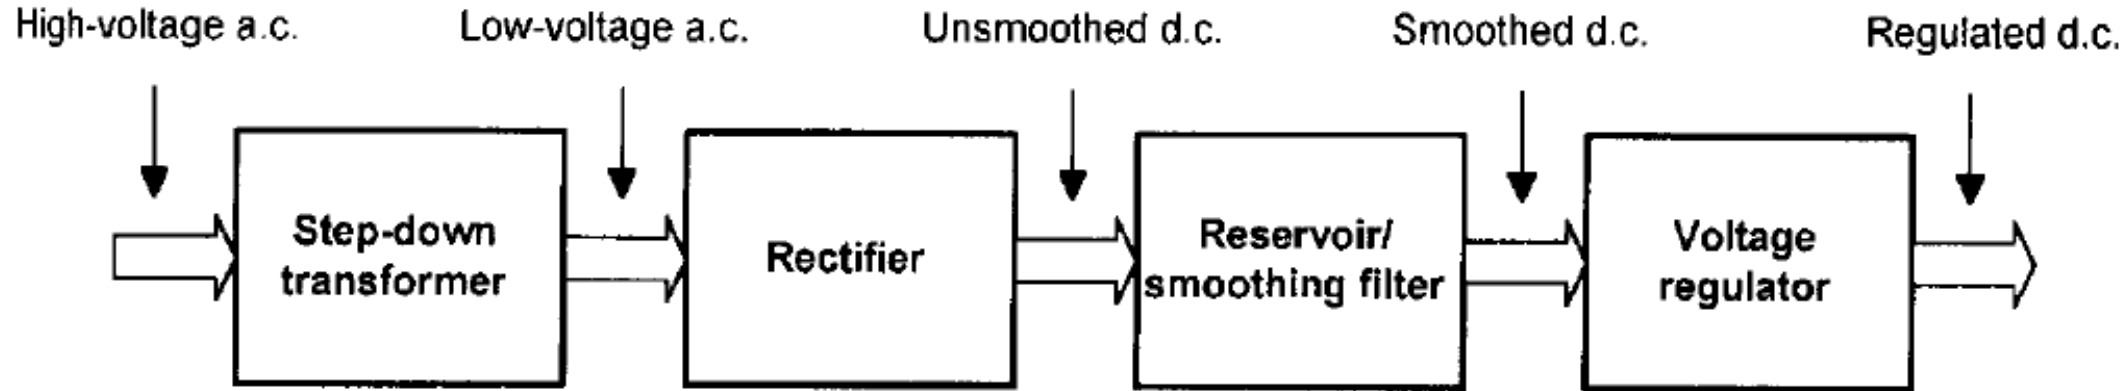 High-voltage a.c.
Low-voltage a.c.
Unsmoothed d.c.
Smoothed d.c.
Regulated d.c.
Step-down
transformer
Rectifier
Reservoir/
smoothing filter
Voltage
regulator